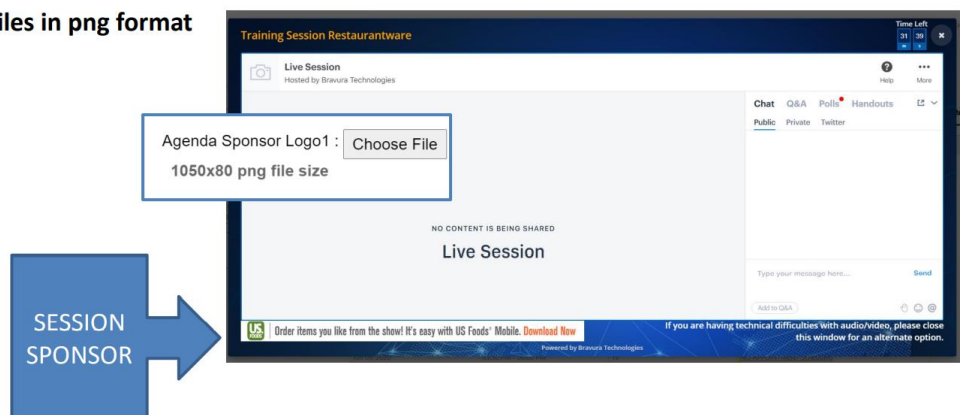 iles in png format
Training Session Restaurantware
Time Left
31 39
Live Session
Hosted by Bravura Technologies
Help
More
Chat Q&A Polls Handouts
Public Private Twitter
Agenda Sponsor Logo1 : Choose File
1050x80 png file size
NO CONTENT IS BEING SHARED
Live Session
Type your message here...
Send
Add to Q&A
SESSION
SPONSOR
US.
FOODS
Order items you like from the show! It's easy with US Foods® Mobile. Download Now
If you are having technical difficulties with audio/video, please close
this window for an alternate option.
Powered by Bravura Technologies